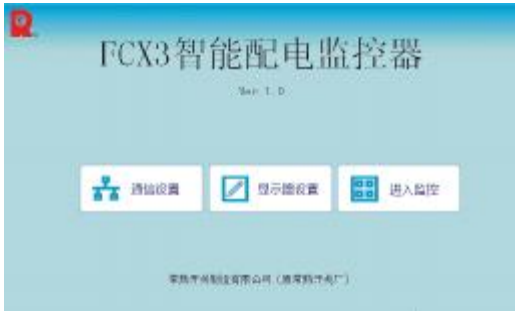 FCX3智能配电监控器
Ver 1.0
通信设置
显示器设置
进入监控
常熟开关制造有限公司（原常熟开关厂）